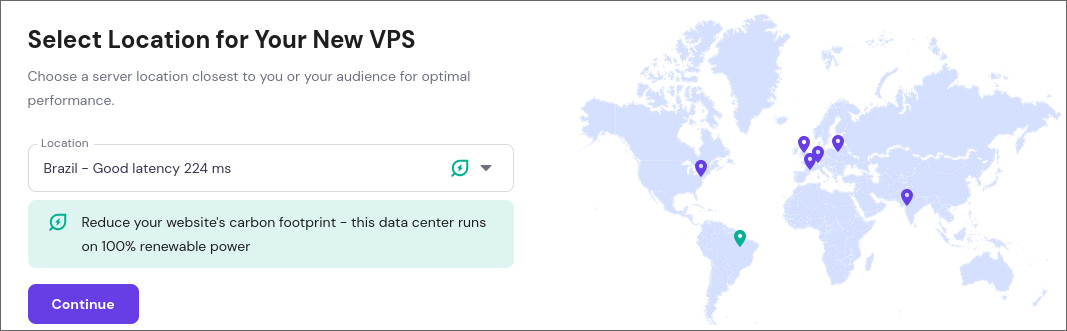 Select Location for Your New VPS
Choose a server location closest to you or your audience for optimal
performance.
Location
Brazil - Good latency 224 ms
Reduce your website's carbon footprint - this data center runs
on 100% renewable power
Continue